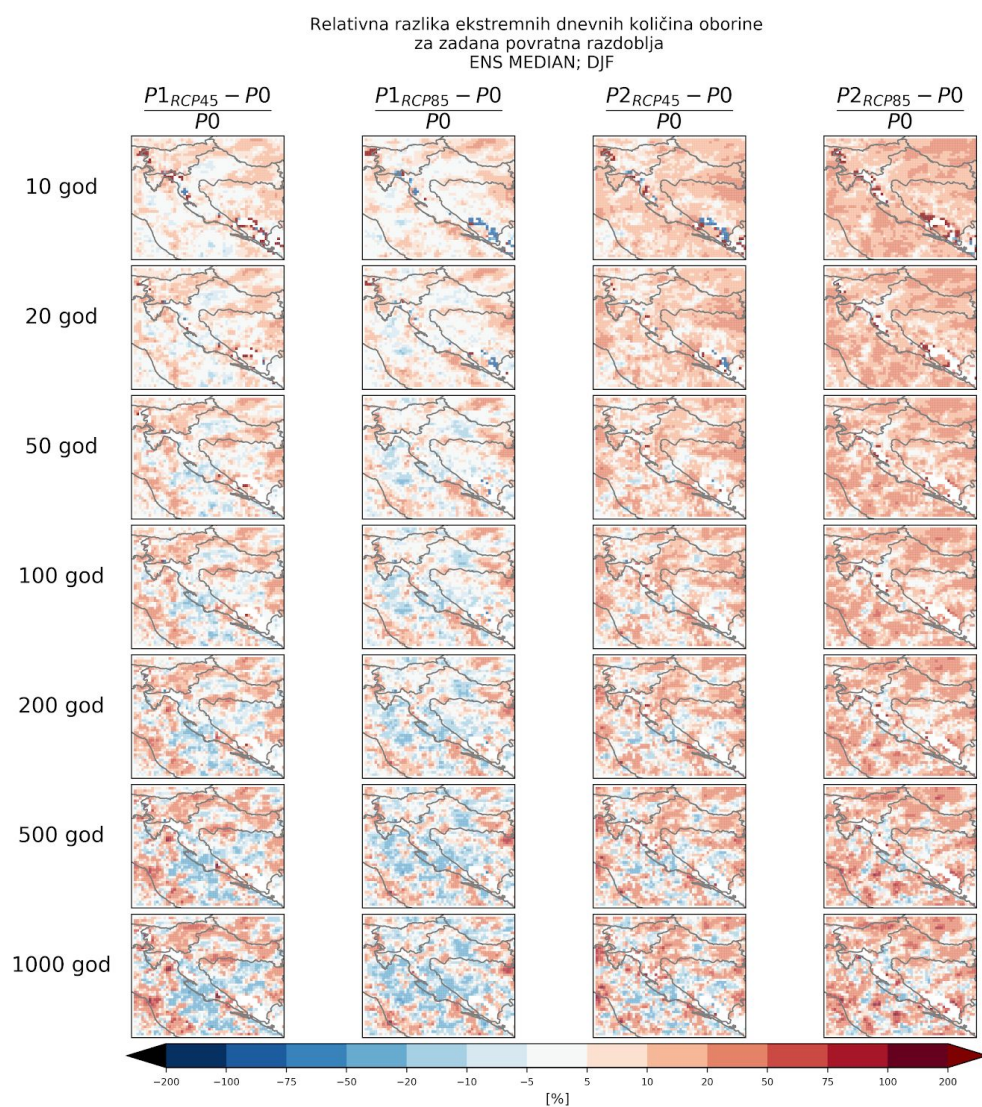 Relativna razlika ekstremnih dnevnih količina oborine
za zadana povratna razdoblja
ENS MEDIAN; DJF
P1RCP45 − P0
P0
P1RCP85 − P0
P0
P2RCP45 − P0
P0
P2RCP85 − P0
P0
10 god
20 god
50 god
100 god
200 god
500 god
1000 god
−200 −100 −75 −50 −20 −10 −5 5 10 20 50 75 100 200
[%]